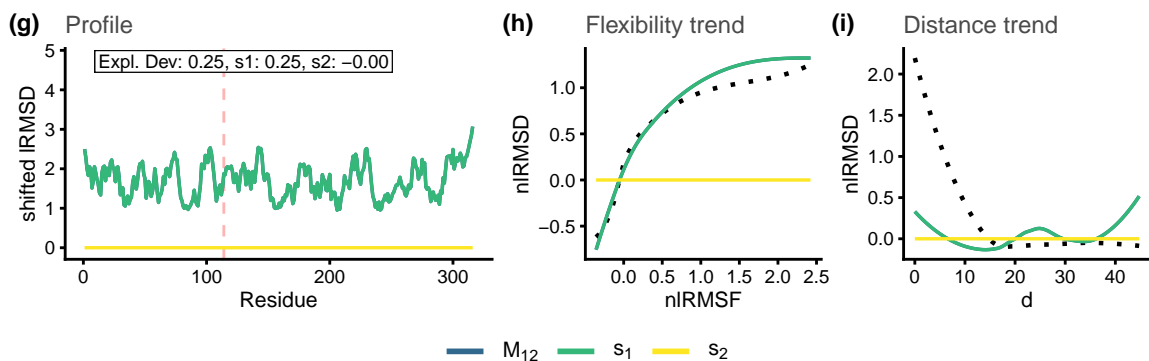 (g) Profile
Expl. Dev: 0.25, s1: 0.25, s2: −0.00
shifted lRMSD
5
4
3
2
1
0
0 100 200 300
Residue
(h) Flexibility trend
nlRMSD
1.0
0.5
0.0
−0.5
0.0 0.5 1.0 1.5 2.0 2.5
nlRMSF
(i) Distance trend
nlRMSD
2.0
1.5
1.0
0.5
0.0
0 10 20 30 40
d
M₁₂ s₁ s₂